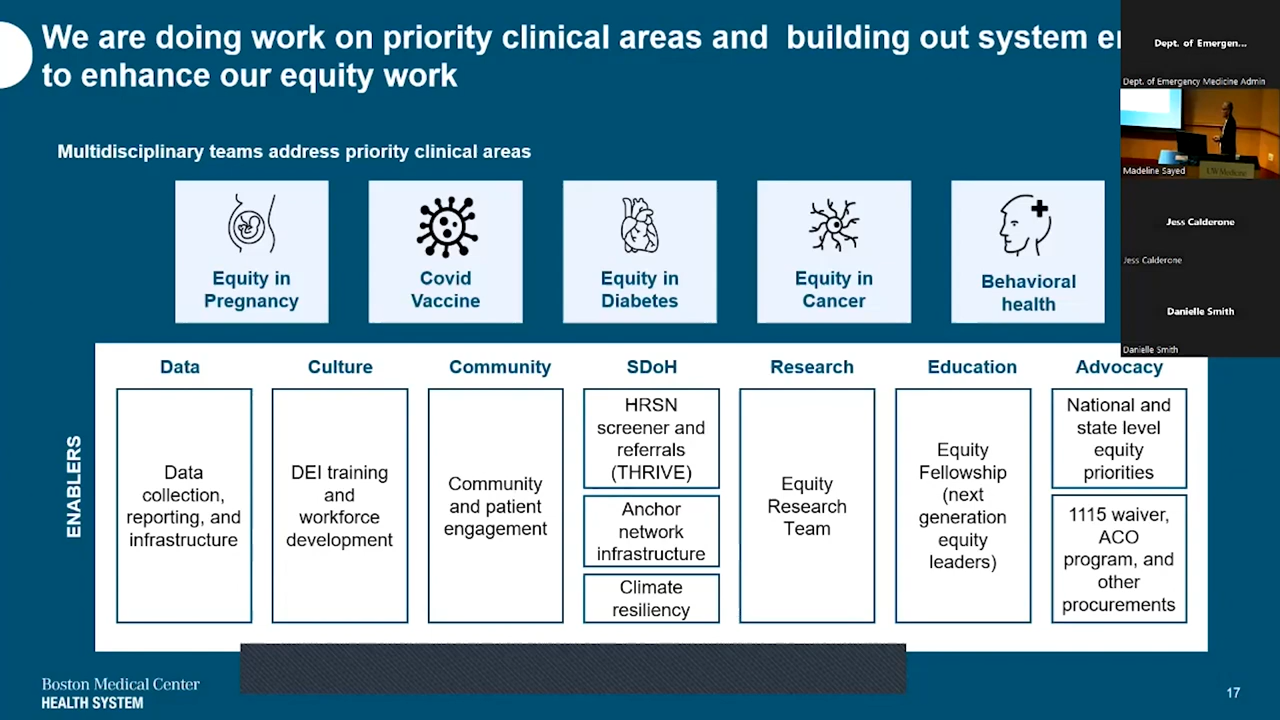 We are doing work on priority clinical areas and building out system
to enhance our equity work
Dept. of Emergen...
Dept. of Emergency Medicine Admin
Madeline Sayed
UW Medicine
Jess Calderone
Jess Calderone
Danielle Smith
Danielle Smith
Multidisciplinary teams address priority clinical areas
Equity in
Pregnancy
Covid
Vaccine
Equity in
Diabetes
Equity in
Cancer
Behavioral
health
ENABLERS
Data
Data
collection,
reporting, and
infrastructure
Culture
DEI training
and
workforce
development
Community
Community
and patient
engagement
SDoH
HRSN
screener and
referrals
(THRIVE)
Anchor
network
infrastructure
Climate
resiliency
Research
Equity
Research
Team
Education
Equity
Fellowship
(next
generation
equity
leaders)
Advocacy
National and
state level
equity
priorities
1115 waiver,
ACO
program, and
other
procurements
Boston Medical Center
HEALTH SYSTEM
17